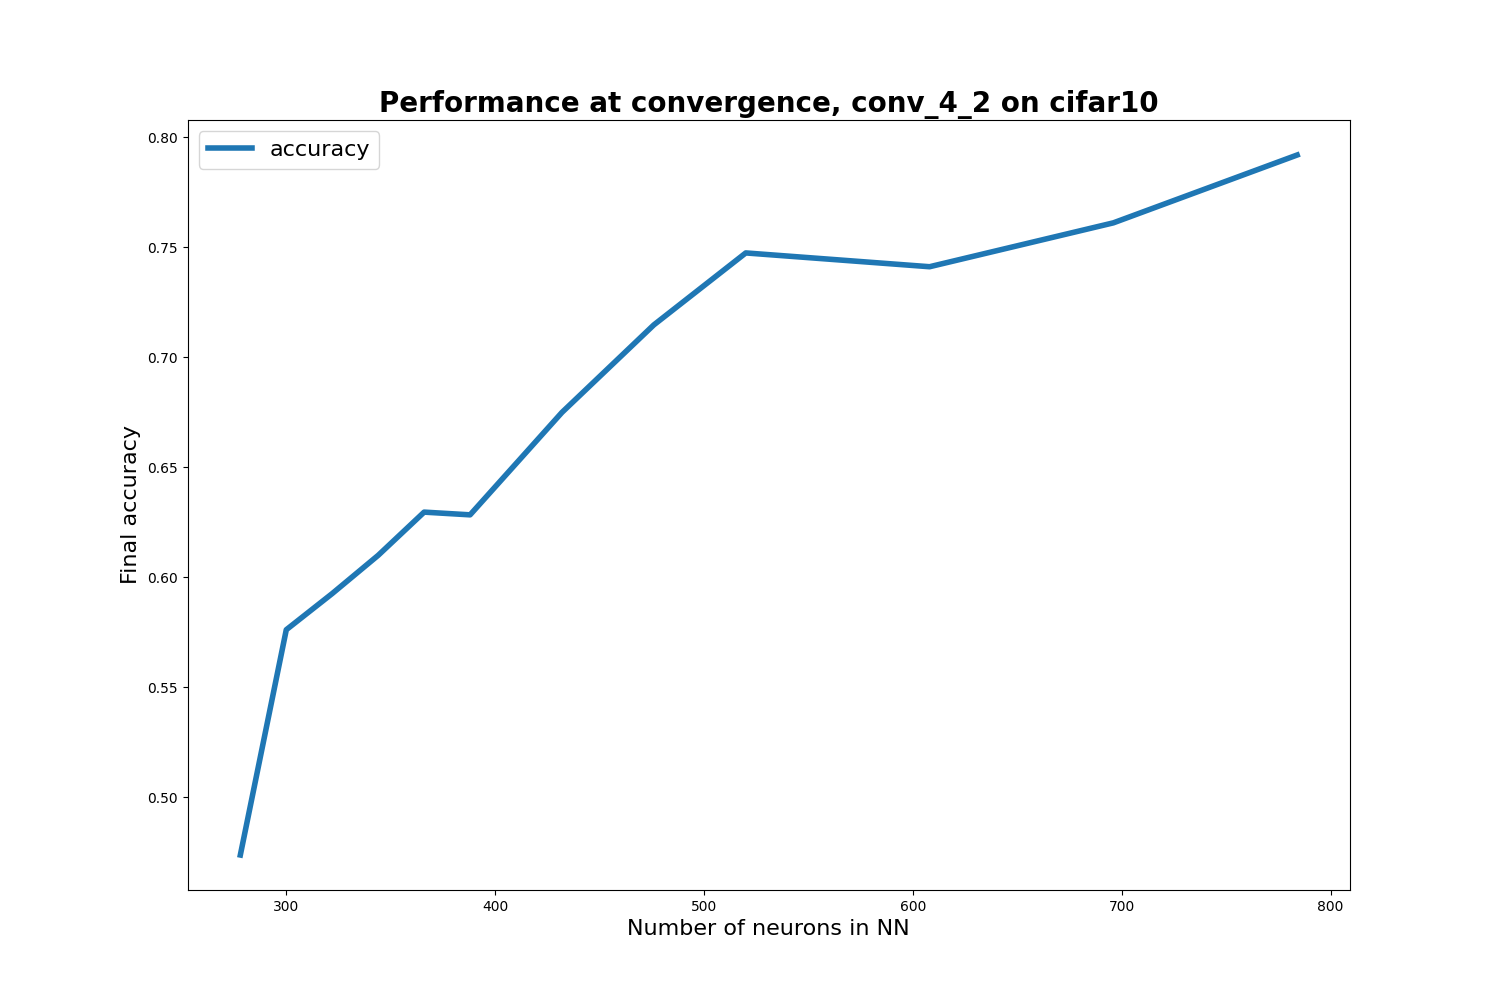 Performance at convergence, conv_4_2 on cifar10
accuracy
0.80
0.75
0.70
0.65
0.60
0.55
0.50
Final accuracy
300 400 500 600 700 800
Number of neurons in NN